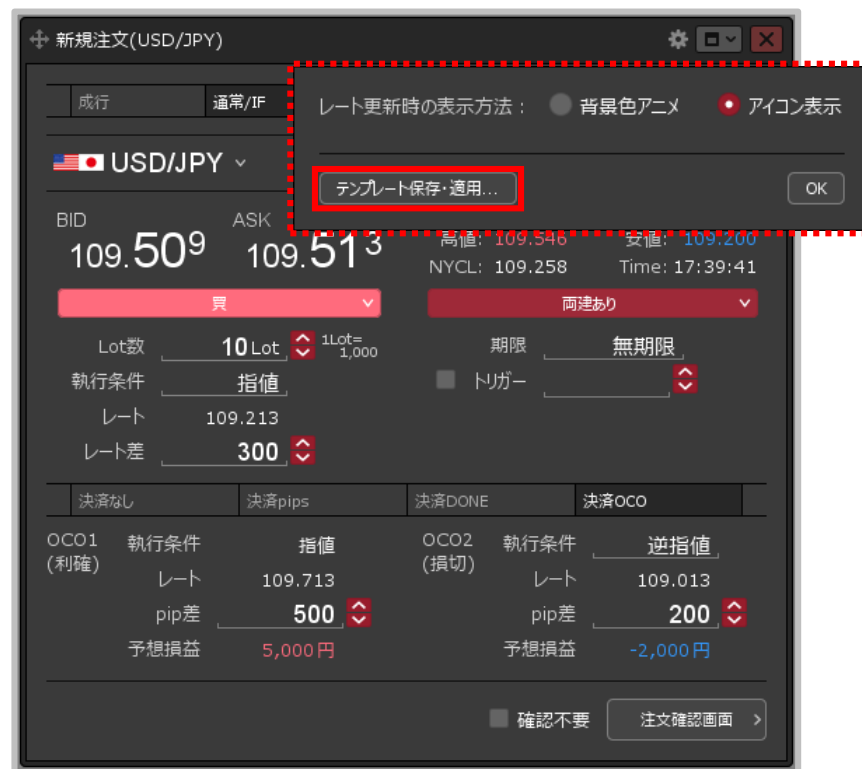 新規注文(USD/JPY)
成行 通常/IF
レート更新時の表示方法： 背景色アニメ アイコン表示
テンプレート保存・適用... OK
USD/JPY
BID 109.509 ASK 109.513
高値: 109.546 安値: 109.200
NYCL: 109.258 Time: 17:39:41
買 両建あり
Lot数 10 Lot 1Lot= 1,000 期限 無期限
執行条件 指値 トリガー
レート 109.213
レート差 300
決済なし 決済pips 決済DONE 決済OCO
OCO1 (利確) 執行条件 指値 OCO2 (損切) 執行条件 逆指値
レート 109.713 レート 109.013
pip差 500 pip差 200
予想損益 5,000円 予想損益 -2,000円
確認不要 注文確認画面